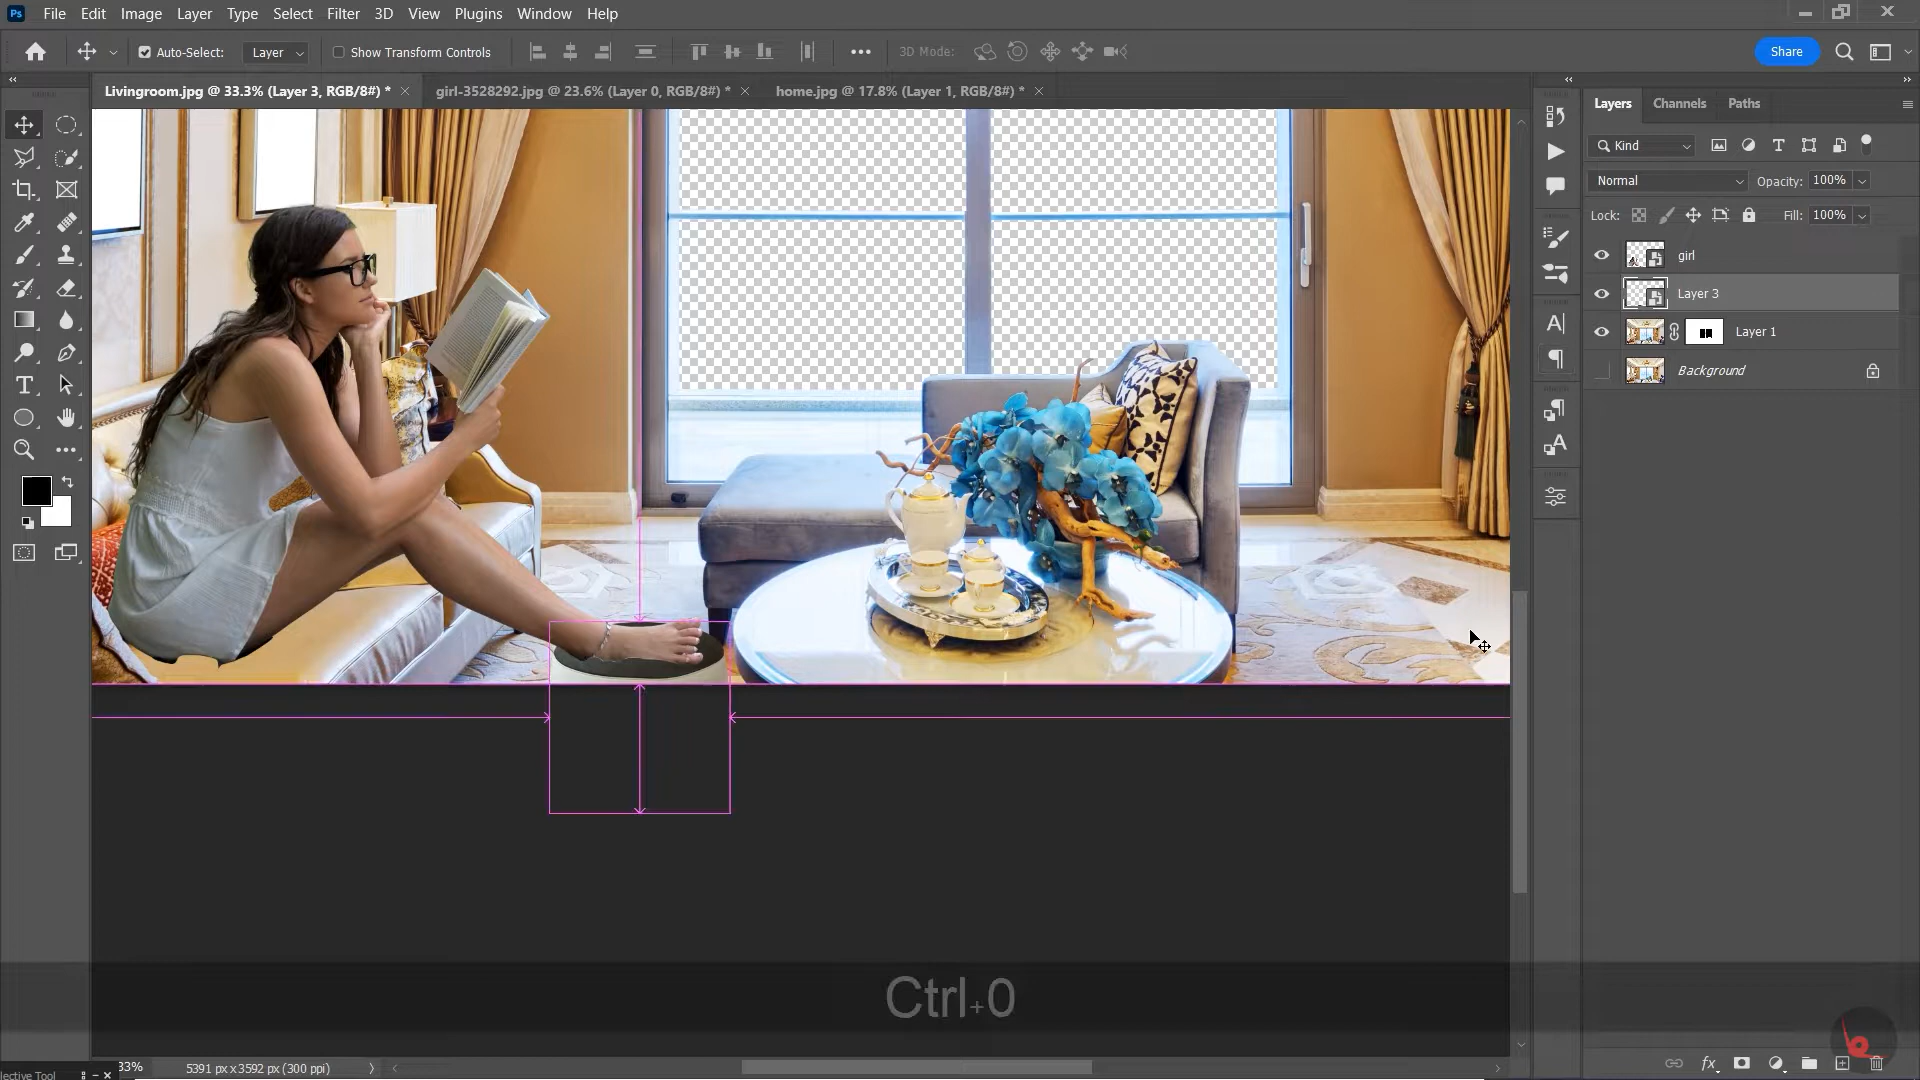 Ps File Edit Image Layer Type Select Filter 3D View Plugins Window Help
Auto-Select: Layer Show Transform Controls 3D Mode: Share
Livingroom.jpg @ 33.3% (Layer 3, RGB/8#) * girl-3528292.jpg @ 23.6% (Layer 0, RGB/8#) * home.jpg @ 17.8% (Layer 1, RGB/8#) *
Layers Channels Paths
Kind
Normal Opacity: 100%
Lock: Fill: 100%
girl
Layer 3
Layer 1
Background
Ctrl+0
33% 5391 px x 3592 px (300 ppi)
lective Tool